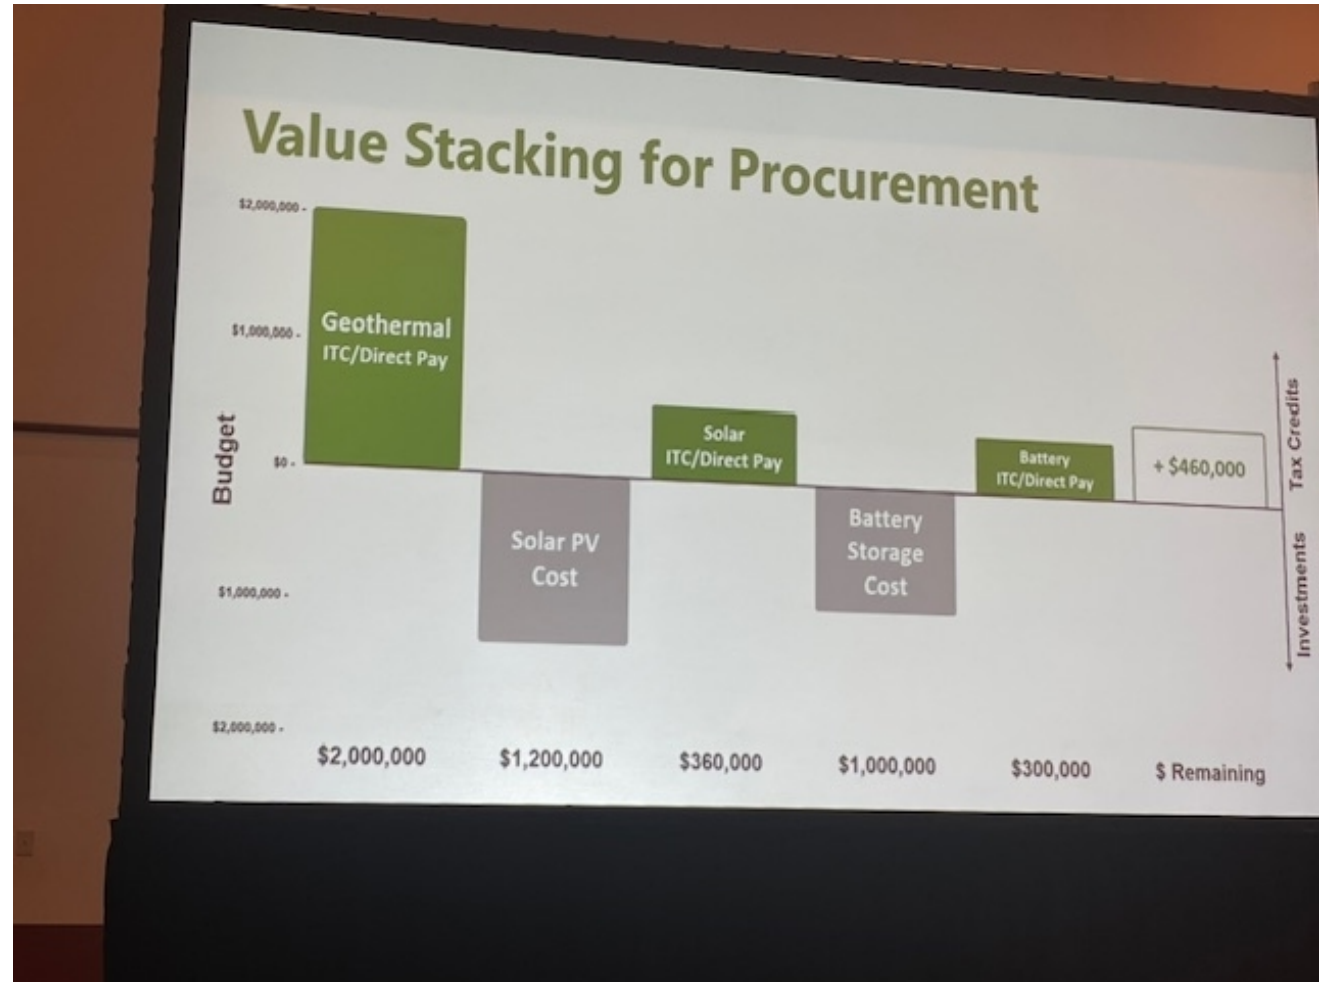 Value Stacking for Procurement
$2,000,000 -
$1,000,000 -
$0 -
$1,000,000 -
$2,000,000 -
Budget
Geothermal
ITC/Direct Pay
Solar PV
Cost
Solar
ITC/Direct Pay
Battery
Storage
Cost
Battery
ITC/Direct Pay
+ $460,000
Tax Credits
Investments
$2,000,000
$1,200,000
$360,000
$1,000,000
$300,000
$ Remaining